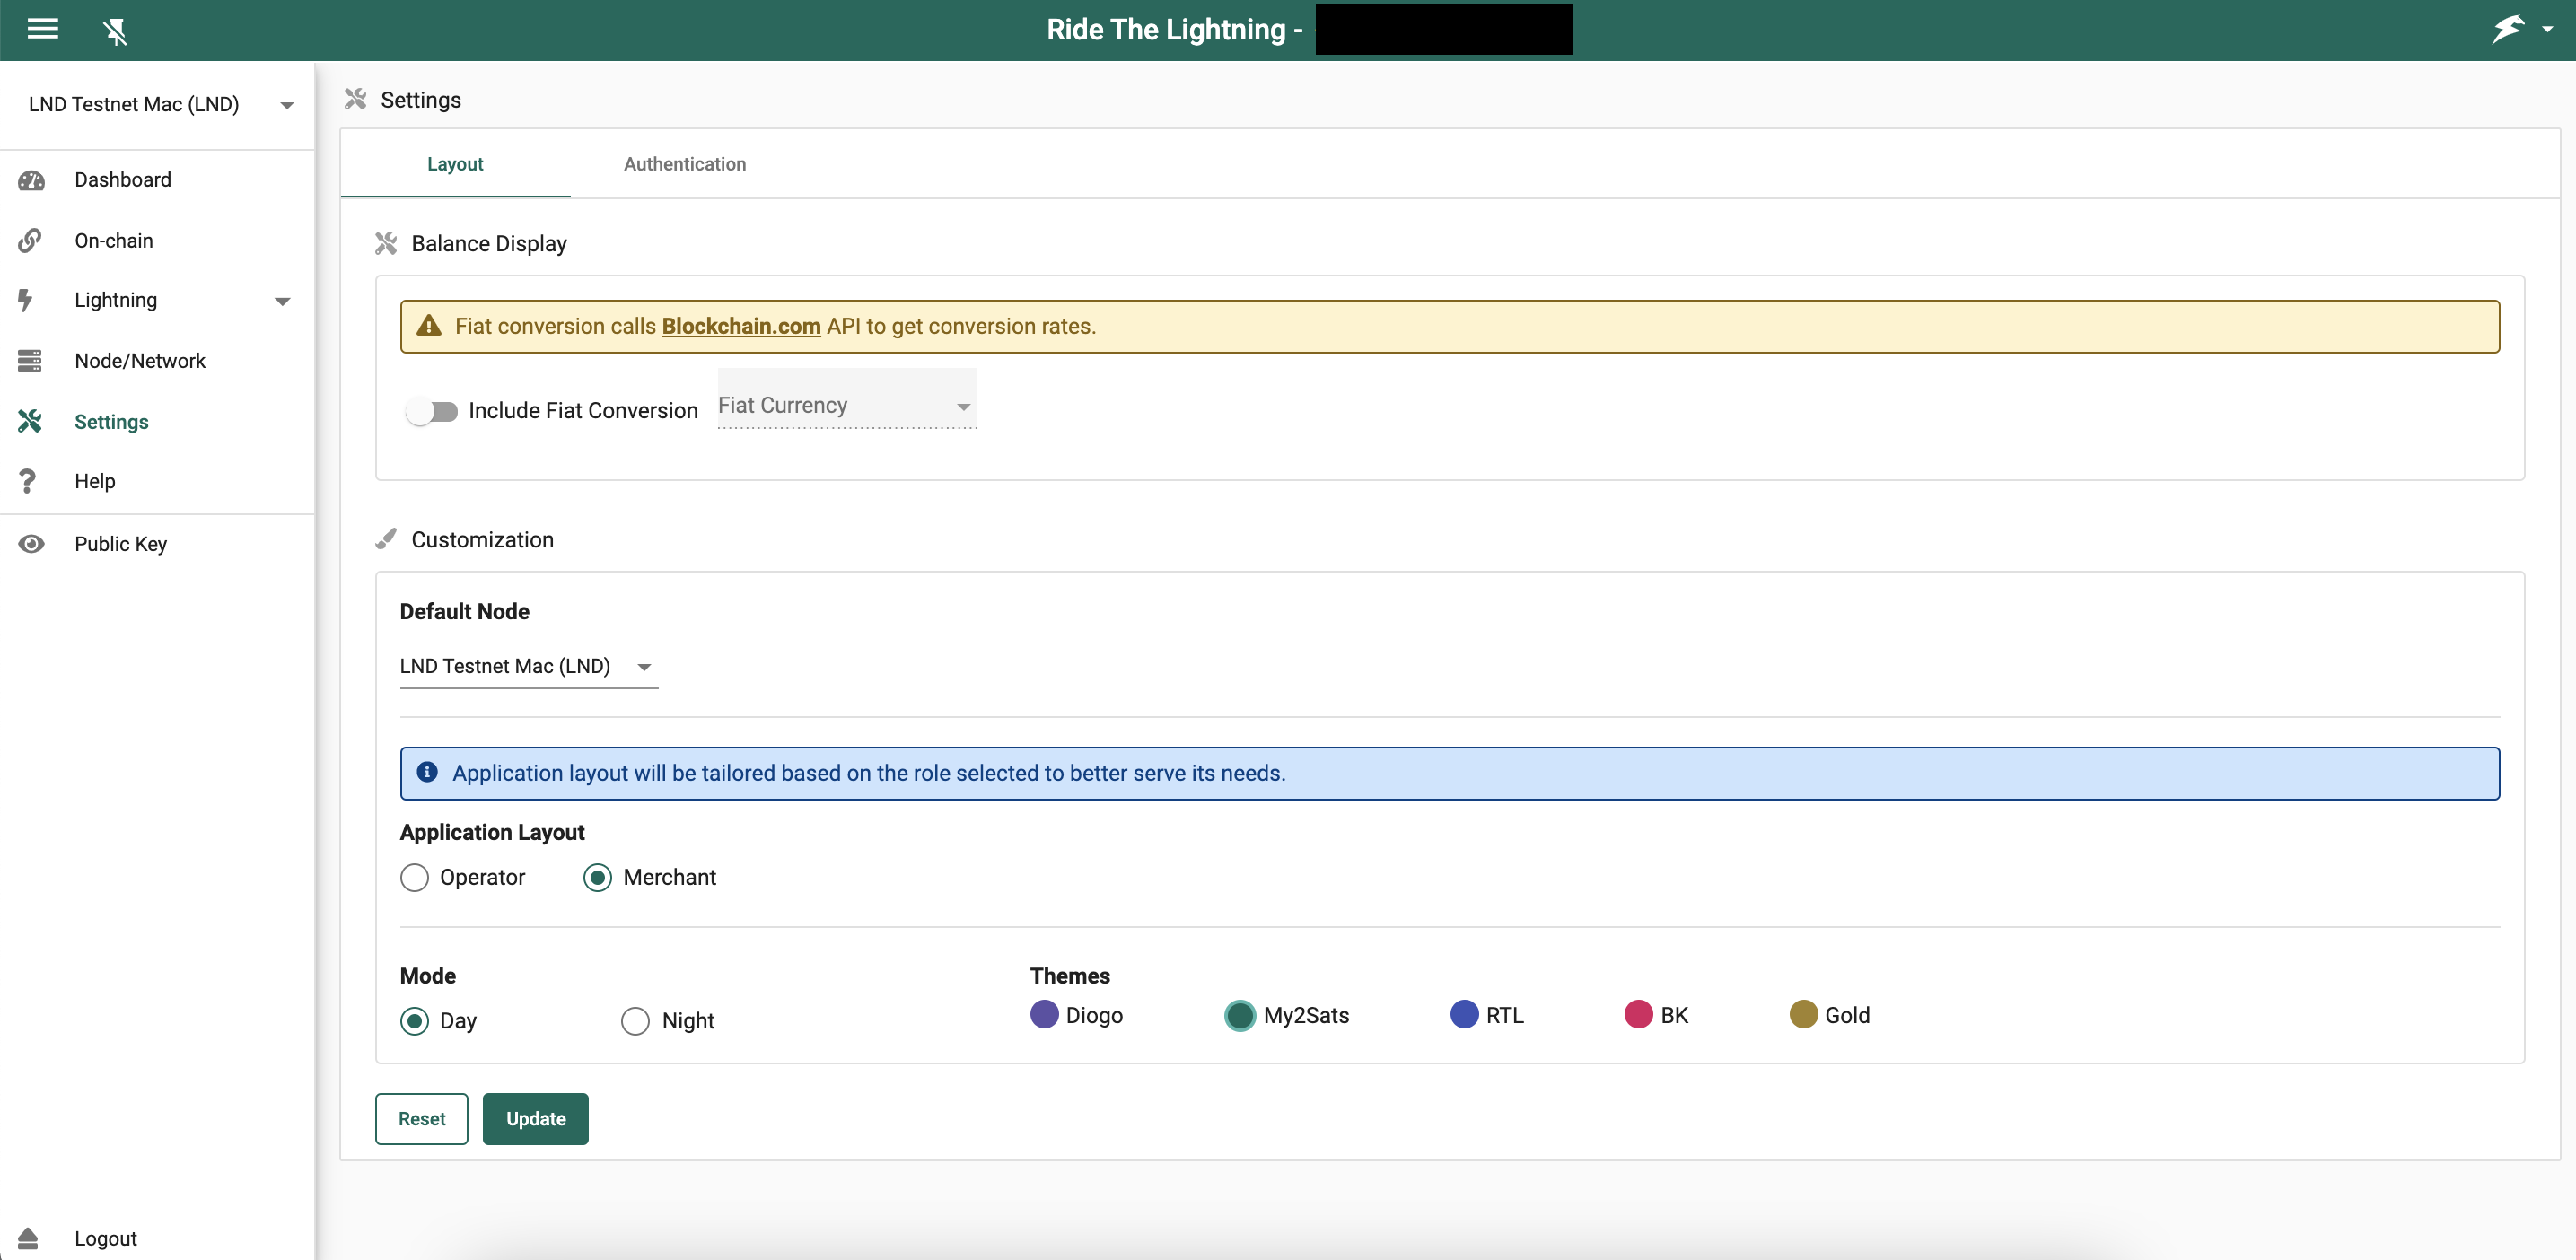 Ride The Lightning -
LND Testnet Mac (LND)
Dashboard
On-chain
Lightning
Node/Network
Settings
Help
Public Key
Logout
Settings
Layout
Authentication
Balance Display
Fiat conversion calls Blockchain.com API to get conversion rates.
Include Fiat Conversion
Fiat Currency
Customization
Default Node
LND Testnet Mac (LND)
Application layout will be tailored based on the role selected to better serve its needs.
Application Layout
Operator
Merchant
Mode
Day
Night
Themes
Diogo
My2Sats
RTL
BK
Gold
Reset
Update